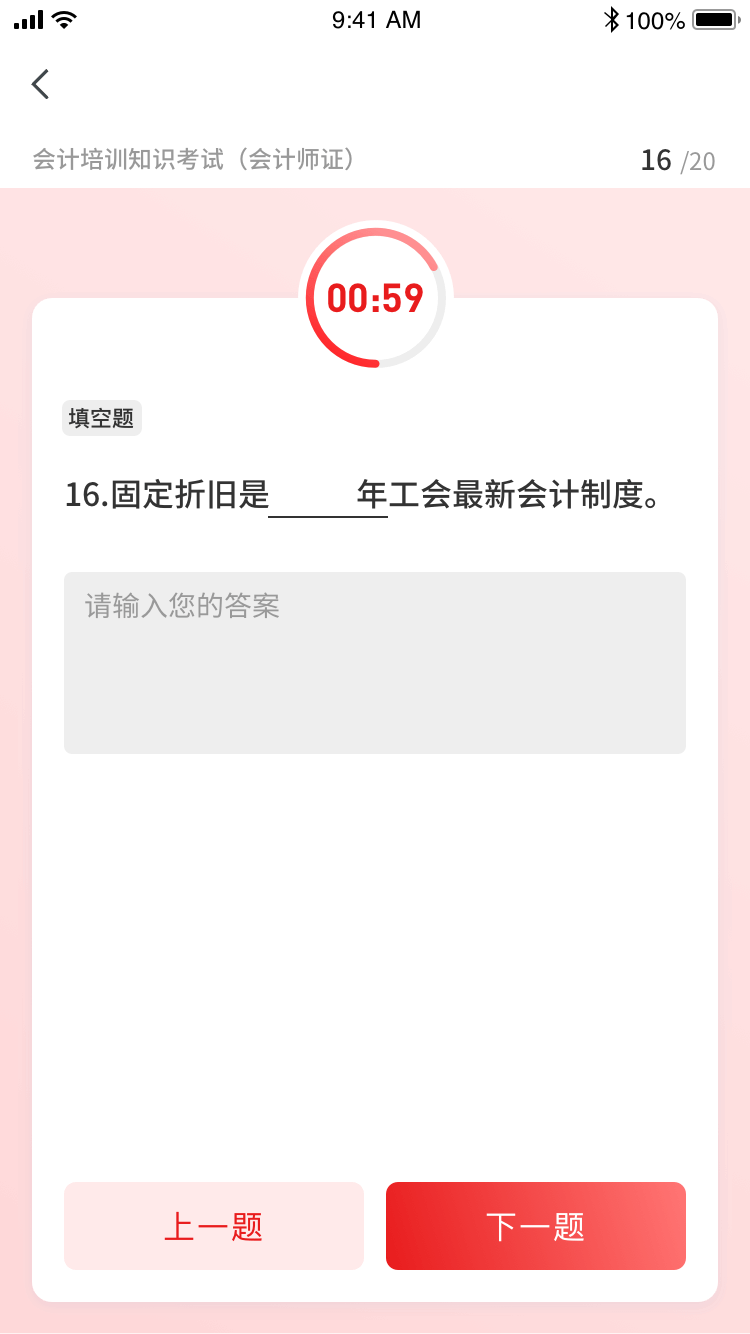 9:41 AM 100%
会计培训知识考试（会计师证） 16 /20
00:59
填空题
16.固定折旧是______年工会最新会计制度。
请输入您的答案
上一题 下一题